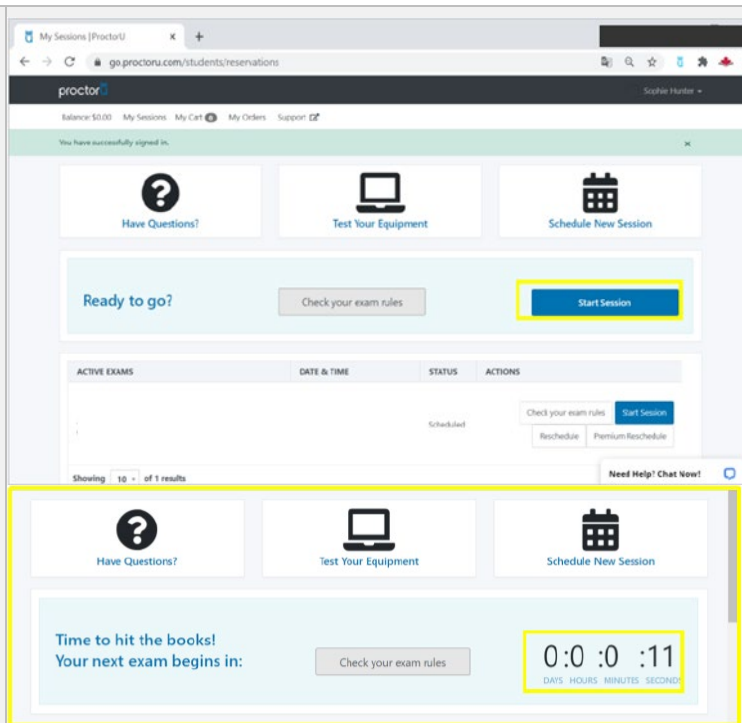 My Sessions | ProctorU
go.proctoru.com/students/reservations
proctorU
Sophie Hunter
Balance: $0.00 My Sessions My Cart 0 My Orders Support
You have successfully signed in. ×
Have Questions? Test Your Equipment Schedule New Session
Ready to go? Check your exam rules Start Session
ACTIVE EXAMS DATE & TIME STATUS ACTIONS
Scheduled Check your exam rules Start Session
Reschedule Premium Reschedule
Showing 10 of 1 results
Need Help? Chat Now!
Have Questions? Test Your Equipment Schedule New Session
Time to hit the books!
Your next exam begins in: Check your exam rules 0:0 :0 :11
DAYS HOURS MINUTES SECONDS